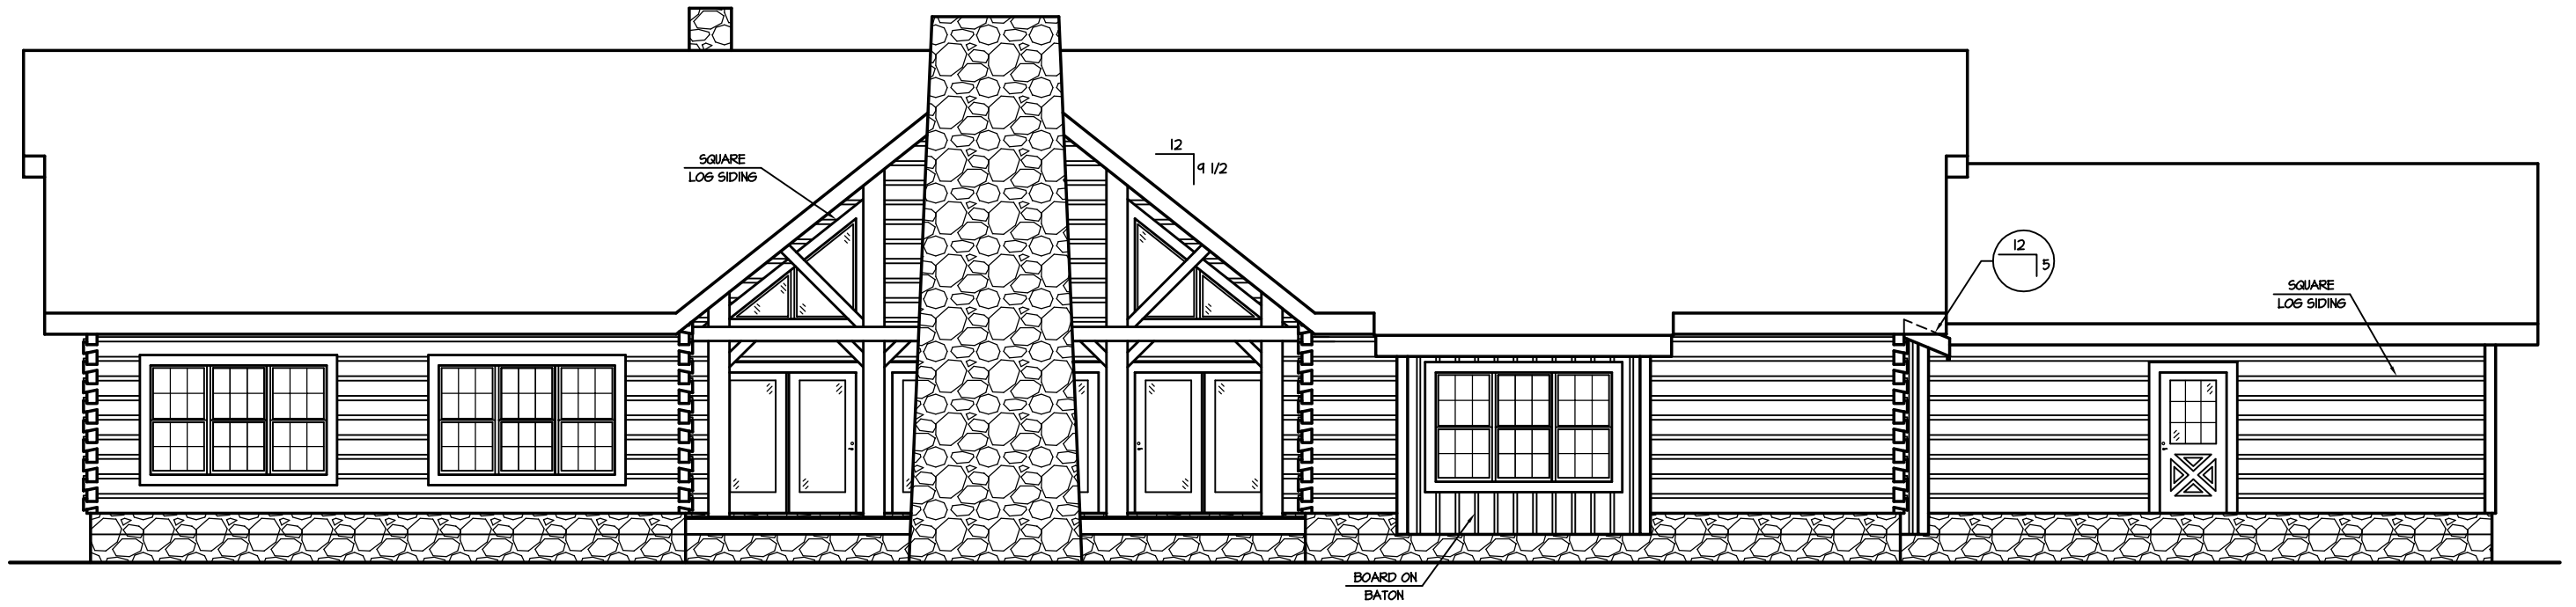 SQUARE
LOG SIDING
12
9 1/2
12
5
SQUARE
LOG SIDING
BOARD ON
BATON